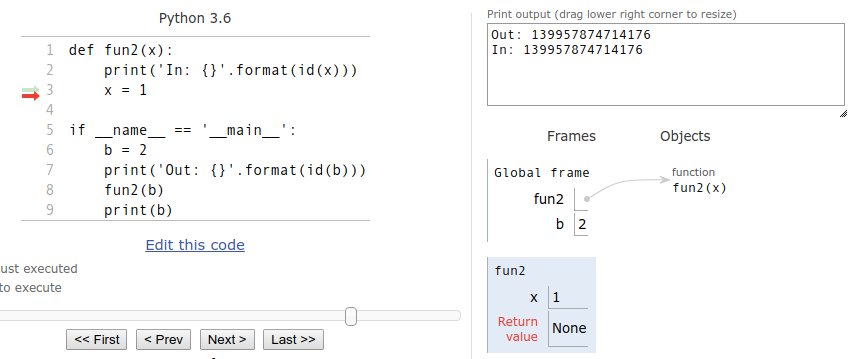 Python 3.6
1 def fun2(x):
2     print('In: {}'.format(id(x)))
3     x = 1
4
5 if __name__ == '__main__':
6     b = 2
7     print('Out: {}'.format(id(b)))
8     fun2(b)
9     print(b)
Edit this code
ust executed
to execute
<< First < Prev Next > Last >>
Print output (drag lower right corner to resize)
Out: 139957874714176
In: 139957874714176
Frames Objects
Global frame
fun2
b 2
function
fun2(x)
fun2
x 1
Return
value None